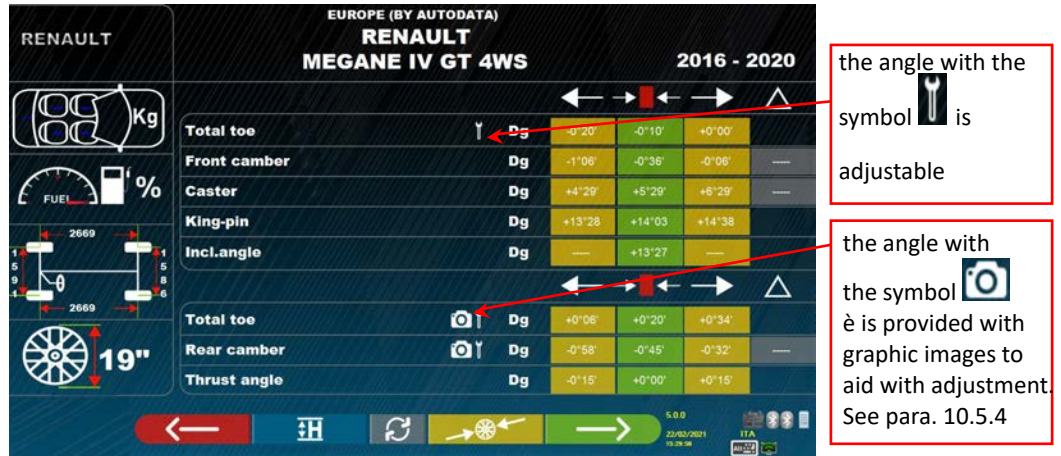 EUROPE (BY AUTODATA)
RENAULT
RENAULT
MEGANE IV GT 4WS
2016 - 2020
Kg
FUEL
%
2669
1
5
9
4
1
5
8
6
2669
19"
Total toe Dg -0°20' -0°10' +0°00'
Front camber Dg -1°06' -0°36' -0°06' ----
Caster Dg +4°29' +5°29' +6°29' ----
King-pin Dg +13°28 +14°03 +14°38
Incl.angle Dg ---- +13°27 ----
Total toe Dg +0°06' +0°20' +0°34'
Rear camber Dg -0°58' -0°45' -0°32' ----
Thrust angle Dg -0°15' +0°00' +0°15'
H
5.0.0
22/02/2021
15:29:56
ITA
the angle with the
symbol is
adjustable
the angle with
the symbol
è is provided with
graphic images to
aid with adjustment.
See para. 10.5.4